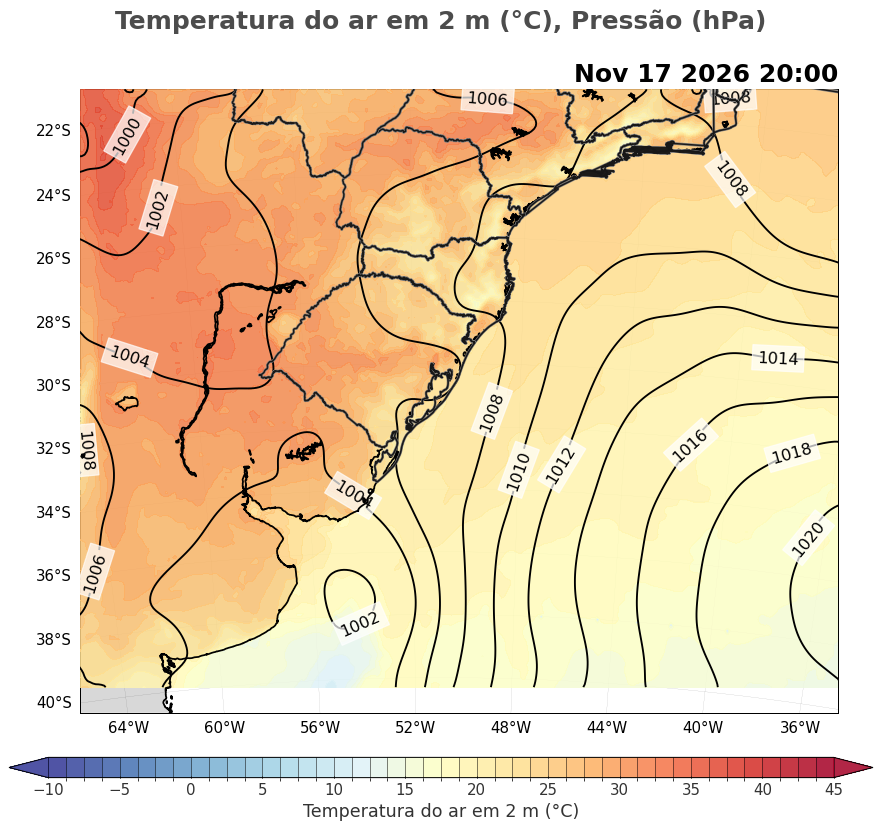 Temperatura do ar em 2 m (°C), Pressão (hPa)
Nov 17 2026 20:00
1006
1008
1000
1008
1002
1004
1014
1008
1016
1008
1010
1012
1018
1004
1020
1006
1002
22°S
24°S
26°S
28°S
30°S
32°S
34°S
36°S
38°S
40°S
64°W 60°W 56°W 52°W 48°W 44°W 40°W 36°W
−10 −5 0 5 10 15 20 25 30 35 40 45
Temperatura do ar em 2 m (°C)